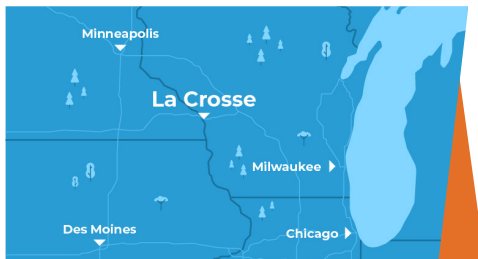 Minneapolis
La Crosse
Milwaukee
Des Moines
Chicago